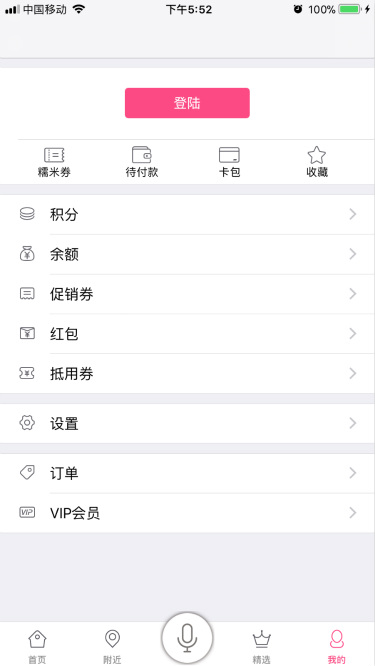 中国移动 下午5:52 100%
登陆
糯米券 待付款 卡包 收藏
积分
余额
促销券
红包
抵用券
设置
订单
VIP VIP会员
首页 附近 精选 我的